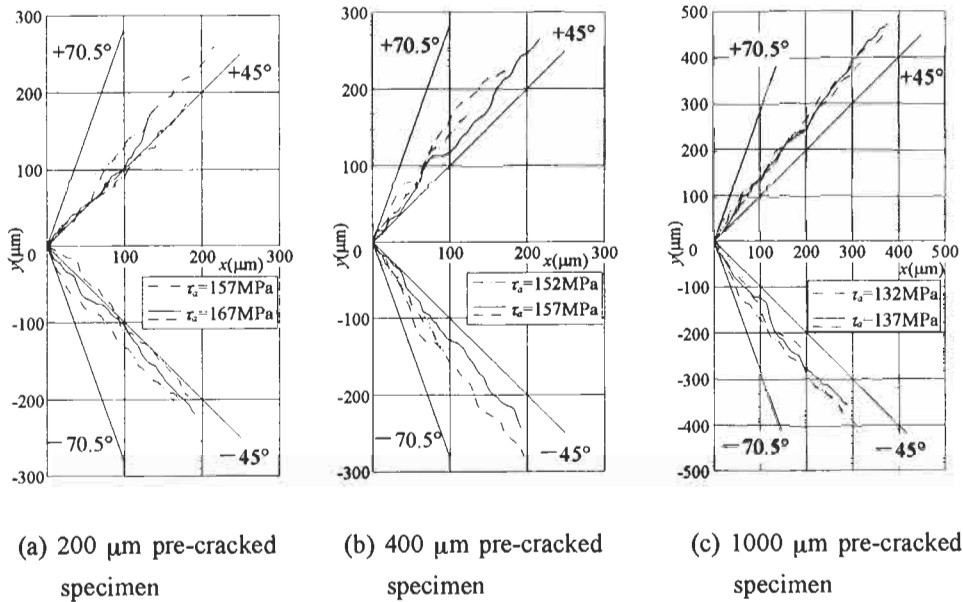 300
200
100
0
-100
-200
-300
y(μm)
+70.5°
+45°
100 200 300
x(μm)
τa=157MPa
τa=167MPa
−70.5°
−45°
(a) 200 μm pre-cracked
specimen
300
200
100
0
-100
-200
-300
y(μm)
+70.5°
+45°
100 200 300
x(μm)
τa=152MPa
τa=157MPa
−70.5°
−45°
(b) 400 μm pre-cracked
specimen
500
400
300
200
100
0
-100
-200
-300
-400
-500
y(μm)
+70.5°
+45°
100 200 300 400 500
x(μm)
τa=132MPa
τa=137MPa
−70.5°
−45°
(c) 1000 μm pre-cracked
specimen